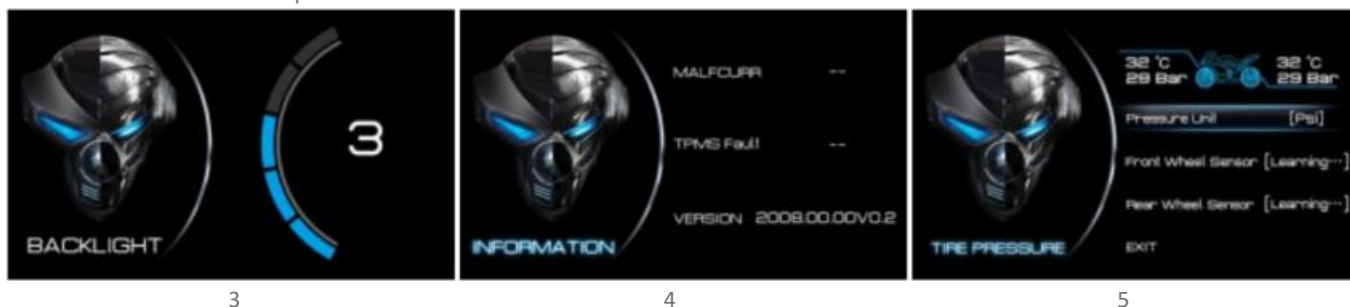 3
BACKLIGHT
MALFCURR --
TPMS Fault --
VERSION 2008.00.00V0.2
INFORMATION
32 °C 32 °C
29 Bar 29 Bar
Pressure Unit [Psi]
Front Wheel Sensor [Learning···]
Rear Wheel Sensor [Learning···]
TIRE PRESSURE EXIT
3 4 5